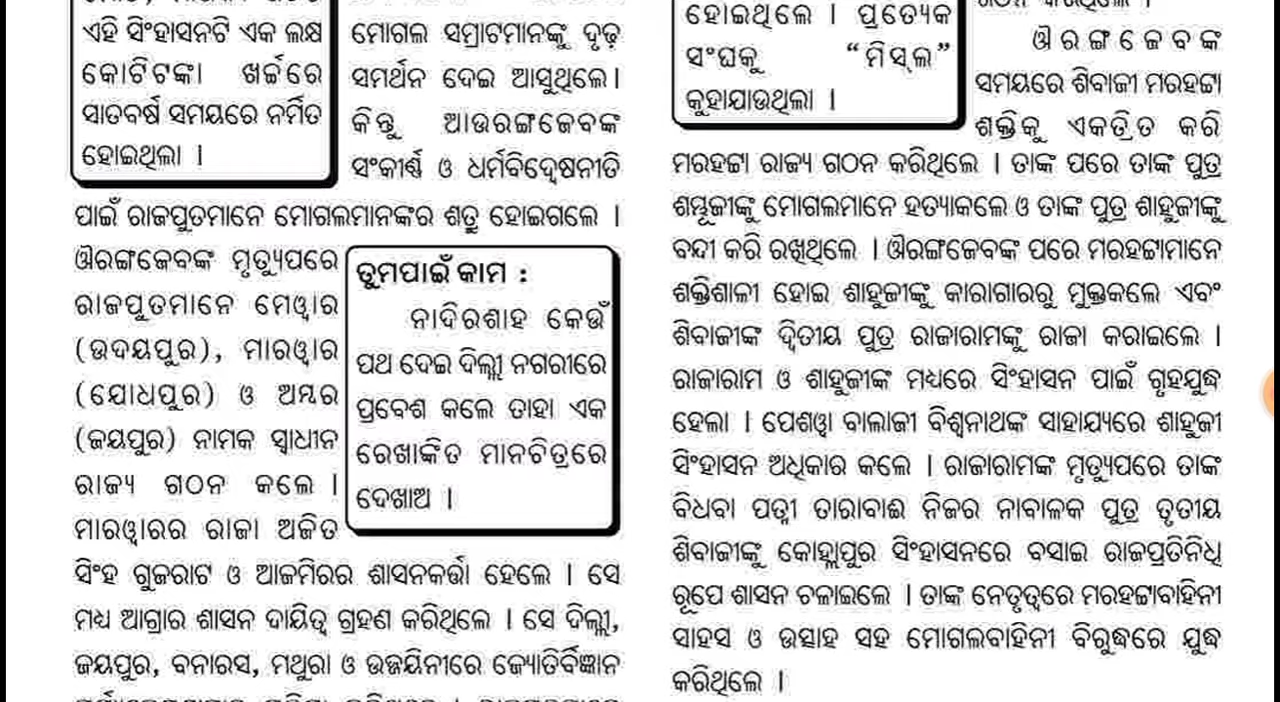 ଏହି ସିଂହାସନଟି ଏକ ଲକ୍ଷ
କୋଟିଟଙ୍କା ଖର୍ଚ୍ଚରେ
ସାତବର୍ଷ ସମୟରେ ନର୍ମିତ
ହୋଇଥିଲା ।
ମୋଗଲ ସମ୍ରାଟମାନଙ୍କୁ ଦୃଢ଼
ସମର୍ଥନ ଦେଇ ଆସୁଥିଲେ।
କିନ୍ତୁ ଆଉରଙ୍ଗଜେବଙ୍କ
ସଂକୀର୍ଣ୍ଣ ଓ ଧର୍ମବିଦ୍ୱେଷନୀତି
ପାଇଁ ରାଜପୁତମାନେ ମୋଗଲମାନଙ୍କର ଶତ୍ରୁ ହୋଇଗଲେ ।
ଔରଙ୍ଗଜେବଙ୍କ ମୃତ୍ୟୁପରେ
ରାଜପୁତମାନେ ମେୱାର
(ଉଦୟପୁର), ମାରୱାର
(ଯୋଧପୁର) ଓ ଅମ୍ବର
(ଜୟପୁର) ନାମକ ସ୍ୱାଧୀନ
ରାଜ୍ୟ ଗଠନ କଲେ।
ମାରୱାରର ରାଜା ଅଜିତ
ତୁମପାଇଁ କାମ :
ନାଦିରଶାହ କେଉଁ
ପଥ ଦେଇ ଦିଲ୍ଲୀ ନଗରୀରେ
ପ୍ରବେଶ କଲେ ତାହା ଏକ
ରେଖାଙ୍କିତ ମାନଚିତ୍ରରେ
ଦେଖାଅ ।
ସିଂହ ଗୁଜରାଟ ଓ ଆଜମିରର ଶାସନକର୍ତ୍ତା ହେଲେ । ସେ
ମଧ୍ୟ ଆଗ୍ରାର ଶାସନ ଦାୟିତ୍ୱ ଗ୍ରହଣ କରିଥିଲେ । ସେ ଦିଲ୍ଲୀ,
ଜୟପୁର, ବନାରସ, ମଥୁରା ଓ ଉଜ୍ଜୟିନୀରେ ଜ୍ୟୋତିର୍ବିଜ୍ଞାନ
ହୋଇଥିଲେ । ପ୍ରତ୍ୟେକ
ସଂଘକୁ “ମିସ୍‌ଲ”
କୁହାଯାଉଥିଲା ।
ଗଠନ କରିଥିଲେ ।
ଔରଙ୍ଗଜେବଙ୍କ
ସମୟରେ ଶିବାଜୀ ମରହଟ୍ଟା
ଶକ୍ତିକୁ ଏକତ୍ରିତ କରି
ମରହଟ୍ଟା ରାଜ୍ୟ ଗଠନ କରିଥିଲେ । ତାଙ୍କ ପରେ ତାଙ୍କ ପୁତ୍ର
ଶମ୍ଭୂଜୀଙ୍କୁ ମୋଗଲମାନେ ହତ୍ୟାକଲେ ଓ ତାଙ୍କ ପୁତ୍ର ଶାହୁଜୀଙ୍କୁ
ବନ୍ଦୀ କରି ରଖିଥିଲେ । ଔରଙ୍ଗଜେବଙ୍କ ପରେ ମରହଟ୍ଟାମାନେ
ଶକ୍ତିଶାଳୀ ହୋଇ ଶାହୁଜୀଙ୍କୁ କାରାଗାରରୁ ମୁକ୍ତକଲେ ଏବଂ
ଶିବାଜୀଙ୍କ ଦ୍ୱିତୀୟ ପୁତ୍ର ରାଜାରାମଙ୍କୁ ରାଜା କରାଇଲେ ।
ରାଜାରାମ ଓ ଶାହୁଜୀଙ୍କ ମଧ୍ୟରେ ସିଂହାସନ ପାଇଁ ଗୃହଯୁଦ୍ଧ
ହେଲା । ପେଶୱା ବାଲାଜୀ ବିଶ୍ୱନାଥଙ୍କ ସାହାଯ୍ୟରେ ଶାହୁଜୀ
ସିଂହାସନ ଅଧିକାର କଲେ । ରାଜାରାମଙ୍କ ମୃତ୍ୟୁପରେ ତାଙ୍କ
ବିଧବା ପତ୍ନୀ ତାରାବାଈ ନିଜର ନାବାଳକ ପୁତ୍ର ତୃତୀୟ
ଶିବାଜୀଙ୍କୁ କୋହ୍ଲାପୁର ସିଂହାସନରେ ବସାଇ ରାଜପ୍ରତିନିଧି
ରୂପେ ଶାସନ ଚଳାଇଲେ । ତାଙ୍କ ନେତୃତ୍ୱରେ ମରହଟ୍ଟାବାହିନୀ
ସାହସ ଓ ଉତ୍ସାହ ସହ ମୋଗଲବାହିନୀ ବିରୁଦ୍ଧରେ ଯୁଦ୍ଧ
କରିଥିଲେ ।